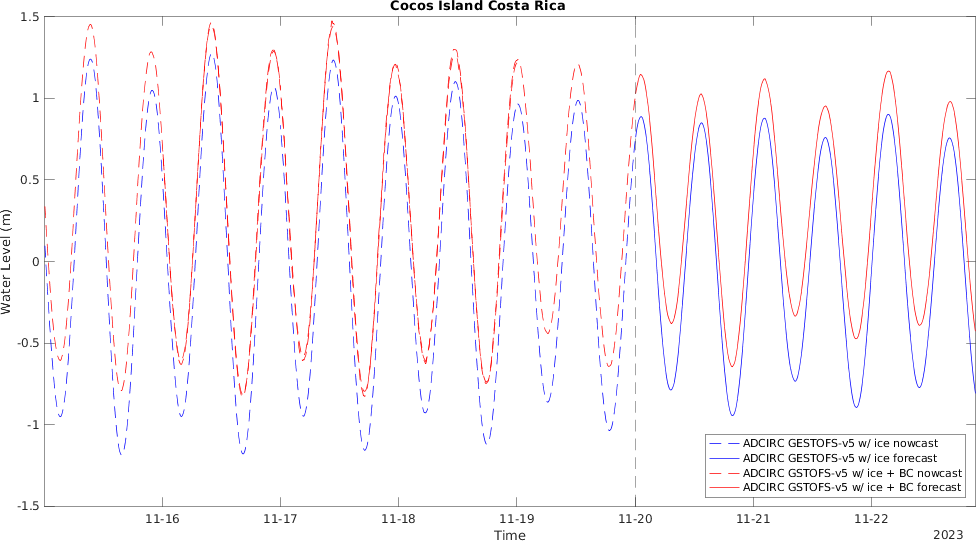 Cocos Island Costa Rica
1.5
1
0.5
0
-0.5
-1
-1.5
Water Level (m)
11-16
11-17
11-18
11-19
11-20
11-21
11-22
Time
2023
ADCIRC GESTOFS-v5 w/ ice nowcast
ADCIRC GESTOFS-v5 w/ ice forecast
ADCIRC GSTOFS-v5 w/ ice + BC nowcast
ADCIRC GSTOFS-v5 w/ ice + BC forecast